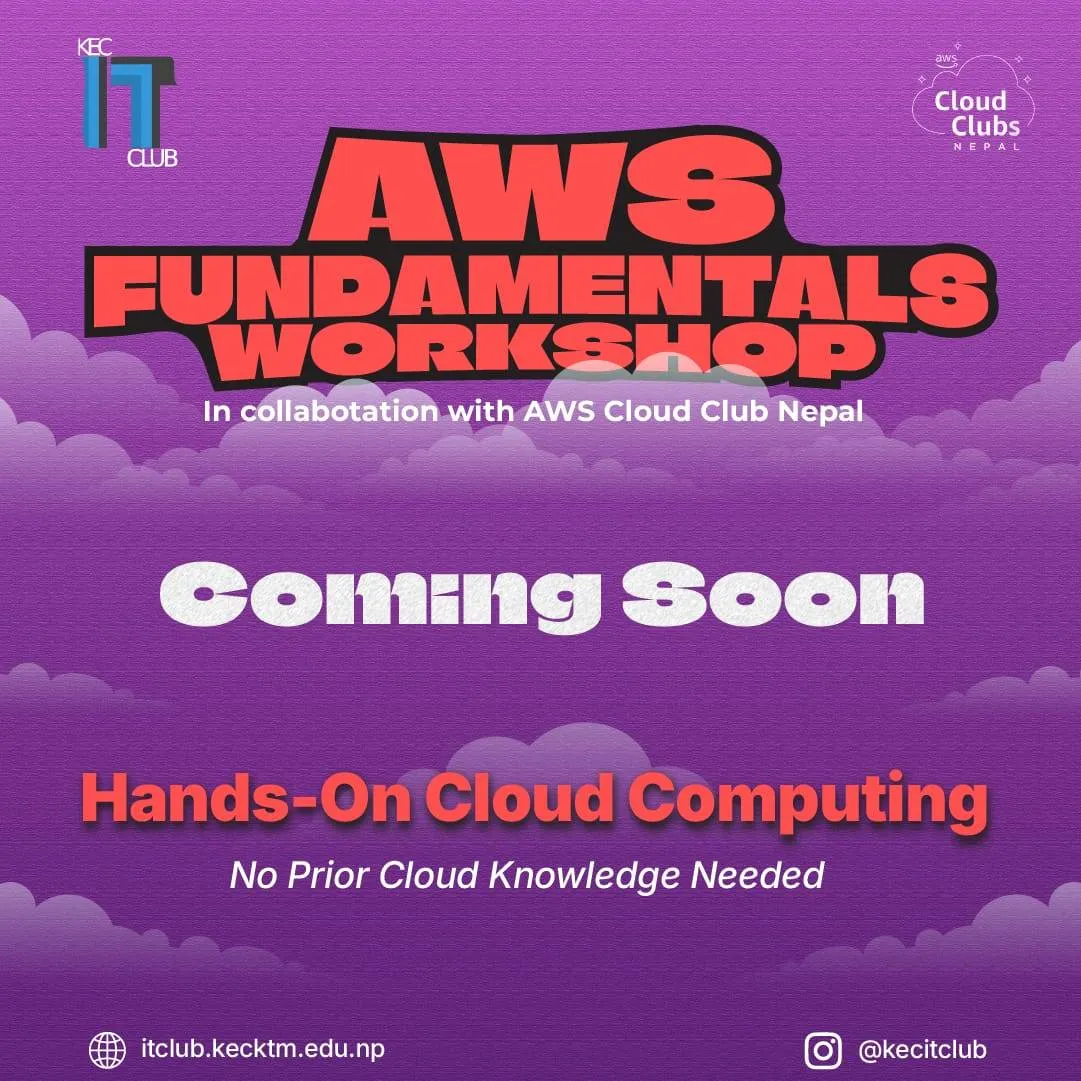 KEC
IT
CLUB
aws
Cloud
Clubs
NEPAL
AWS
FUNDAMENTALS
WORKSHOP
In collabotation with AWS Cloud Club Nepal
Coming Soon
Hands-On Cloud Computing
No Prior Cloud Knowledge Needed
itclub.kecktm.edu.np
@kecitclub